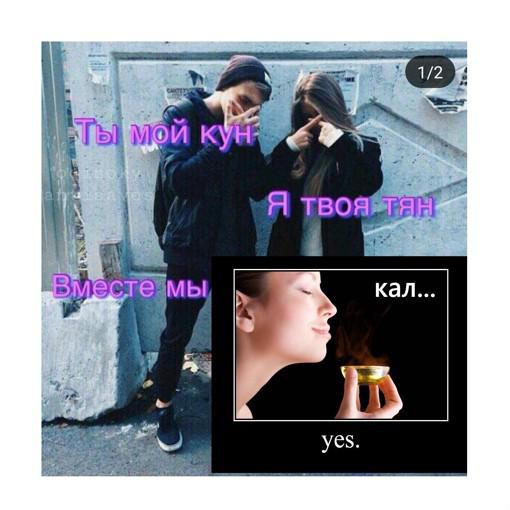 1/2
Ты мой кун
Я твоя тян
Вместе мы
кал...
yes.